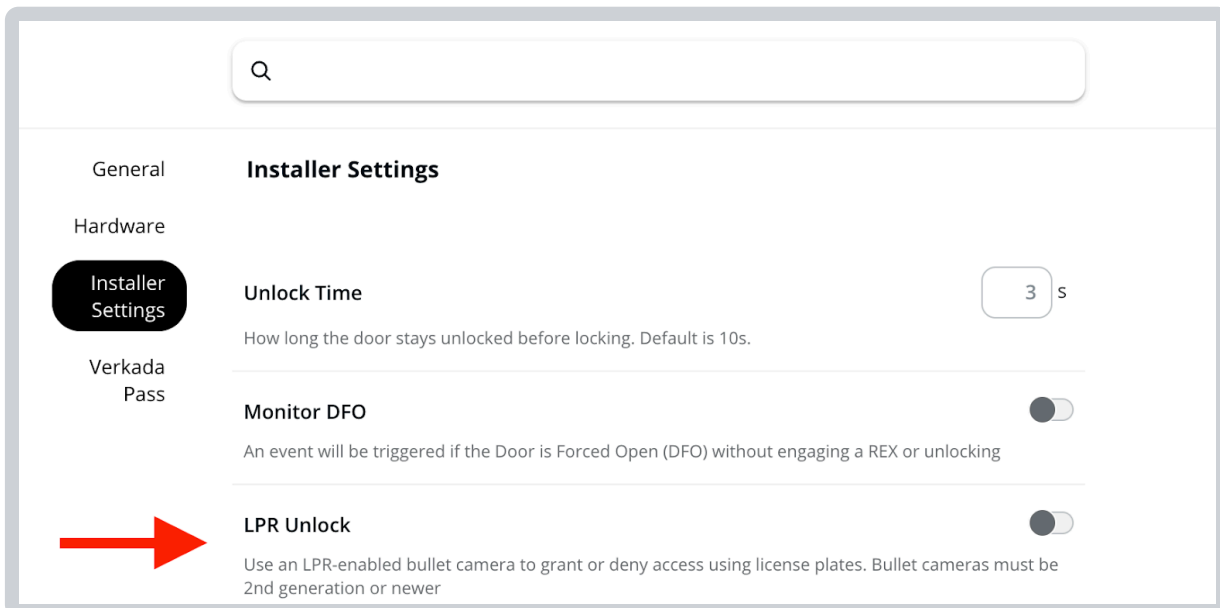 General
Hardware
Installer
Settings
Verkada
Pass
Installer Settings
Unlock Time
3 s
How long the door stays unlocked before locking. Default is 10s.
Monitor DFO
An event will be triggered if the Door is Forced Open (DFO) without engaging a REX or unlocking
LPR Unlock
Use an LPR-enabled bullet camera to grant or deny access using license plates. Bullet cameras must be
2nd generation or newer